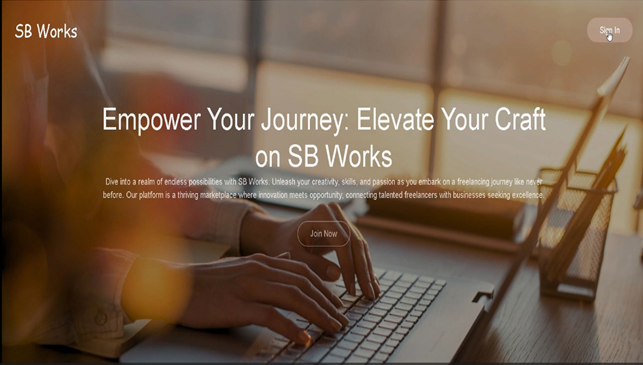 SB Works
Sign In
Empower Your Journey: Elevate Your Craft
on SB Works
Dive into a realm of endless possibilities with SB Works. Unleash your creativity, skills, and passion as you embark on a freelancing journey like never
before. Our platform is a thriving marketplace where innovation meets opportunity, connecting talented freelancers with businesses seeking excellence.
Join Now